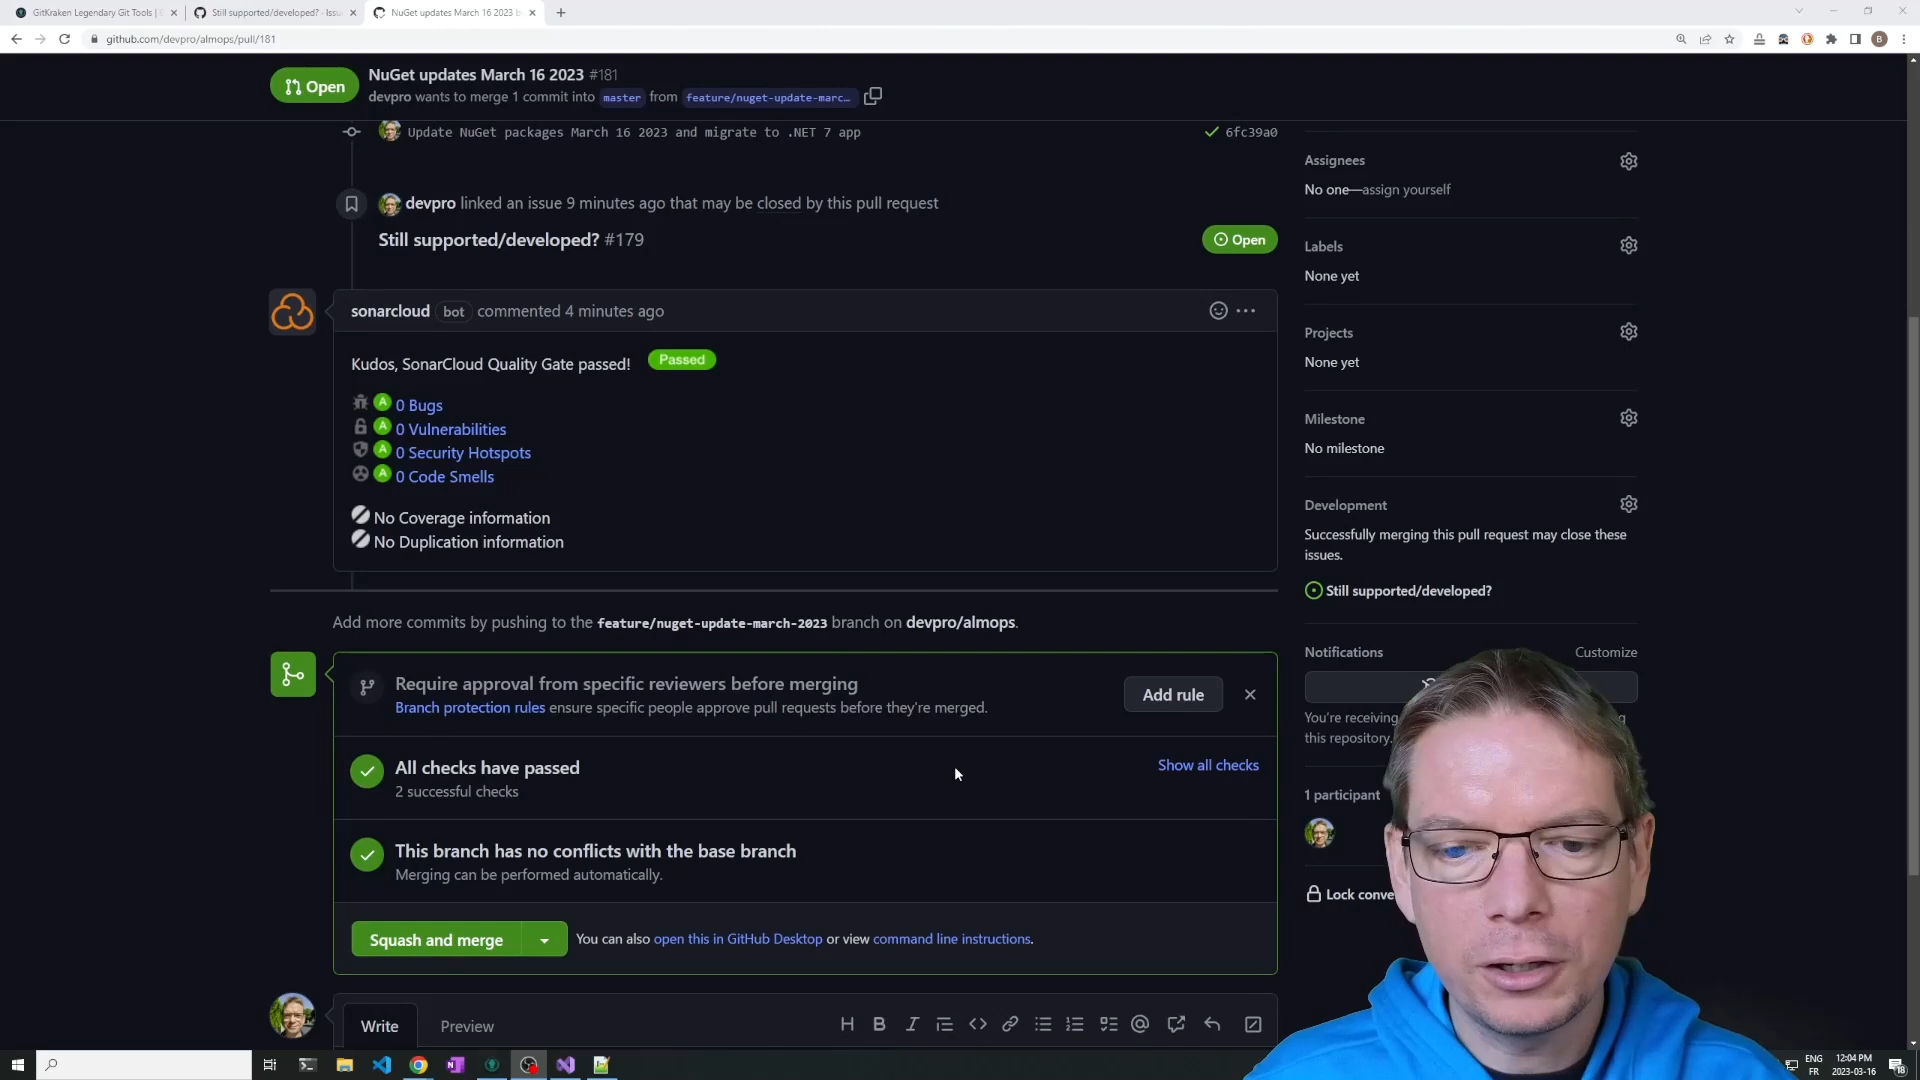 GitKraken Legendary Git Tools |
Still supported/developed? · Issu
NuGet updates March 16 2023 b
github.com/devpro/almops/pull/181
B
Open
NuGet updates March 16 2023 #181
devpro wants to merge 1 commit into master from feature/nuget-update-marc…
Update NuGet packages March 16 2023 and migrate to .NET 7 app
6fc39a0
devpro linked an issue 9 minutes ago that may be closed by this pull request
Still supported/developed? #179
Open
sonarcloud bot commented 4 minutes ago
Kudos, SonarCloud Quality Gate passed! Passed
A 0 Bugs
A 0 Vulnerabilities
A 0 Security Hotspots
A 0 Code Smells
No Coverage information
No Duplication information
Add more commits by pushing to the feature/nuget-update-march-2023 branch on devpro/almops.
Require approval from specific reviewers before merging
Branch protection rules ensure specific people approve pull requests before they're merged.
Add rule
All checks have passed
2 successful checks
Show all checks
This branch has no conflicts with the base branch
Merging can be performed automatically.
Squash and merge
You can also open this in GitHub Desktop or view command line instructions.
Write
Preview
H B I
Assignees
No one—assign yourself
Labels
None yet
Projects
None yet
Milestone
No milestone
Development
Successfully merging this pull request may close these
issues.
Still supported/developed?
Notifications
Customize
You're receiving
this repository.
1 participant
Lock conve
ENG
FR
12:04 PM
2023-03-16